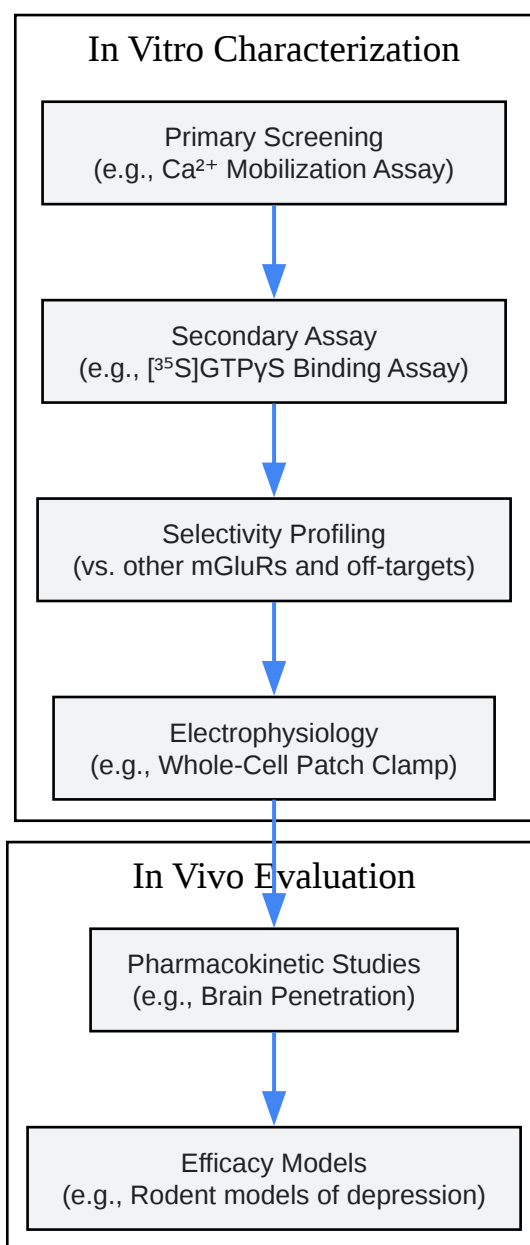 In Vitro Characterization
Primary Screening
(e.g., Ca²⁺ Mobilization Assay)
Secondary Assay
(e.g., [³⁵S]GTPγS Binding Assay)
Selectivity Profiling
(vs. other mGluRs and off-targets)
Electrophysiology
(e.g., Whole-Cell Patch Clamp)
In Vivo Evaluation
Pharmacokinetic Studies
(e.g., Brain Penetration)
Efficacy Models
(e.g., Rodent models of depression)